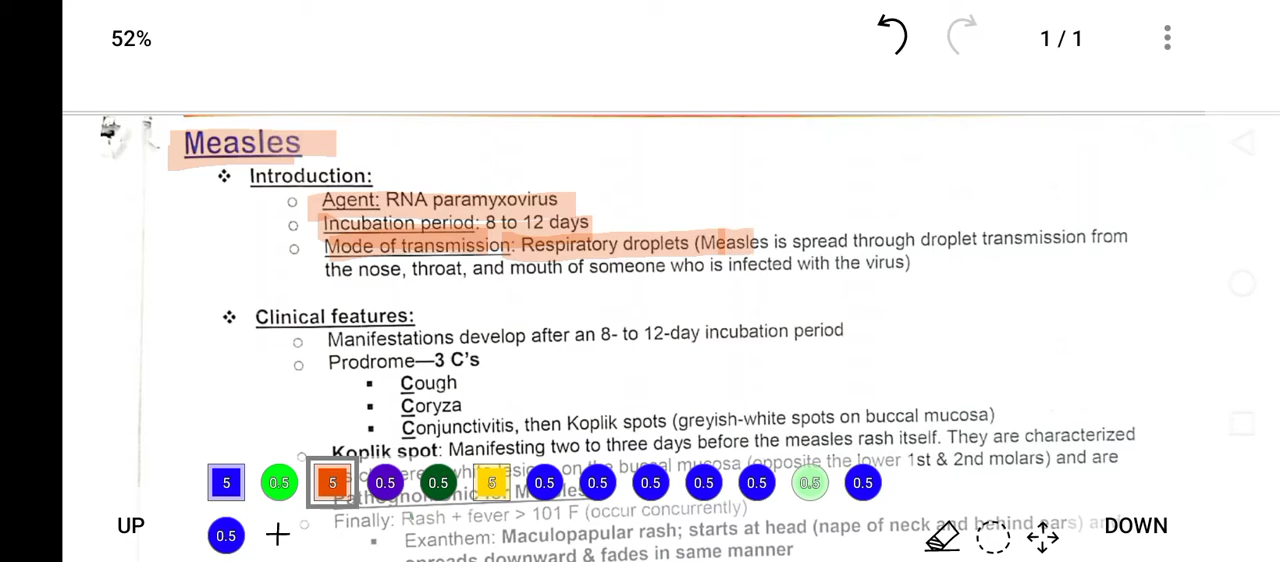 52%
1 / 1
Measles
Introduction:
Agent: RNA paramyxovirus
Incubation period: 8 to 12 days
Mode of transmission: Respiratory droplets (Measles is spread through droplet transmission from
the nose, throat, and mouth of someone who is infected with the virus)
Clinical features:
Manifestations develop after an 8- to 12-day incubation period
Prodrome—3 C's
Cough
Coryza
Conjunctivitis, then Koplik spots (greyish-white spots on buccal mucosa)
Koplik spot: Manifesting two to three days before the measles rash itself. They are characterized
on the buccal mucosa (opposite the lower 1st & 2nd molars) and are
5 0.5 5 0.5 0.5 5 0.5 0.5 0.5 0.5 0.5 0.5 0.5
Finally: Rash + fever > 101 F (occur concurrently)
UP
0.5
Exanthem: Maculopapular rash; starts at head (nape of neck and behind ears)
DOWN
spreads downward & fades in same manner